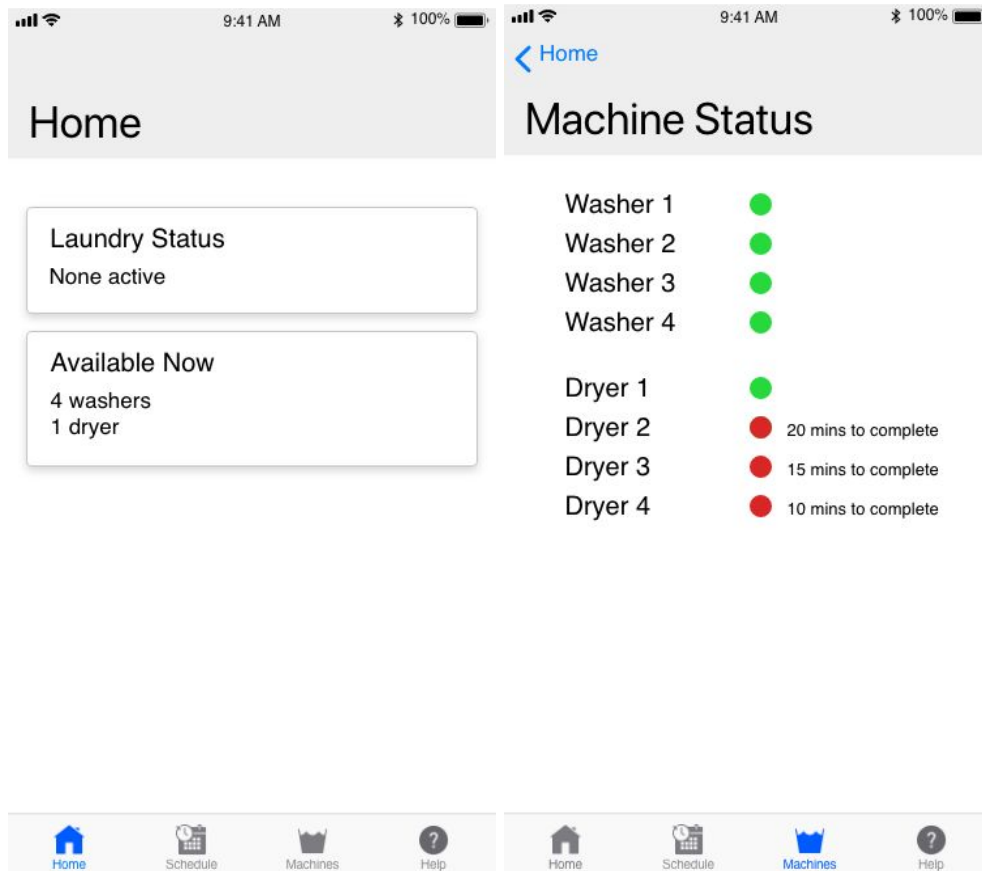 9:41 AM
100%
Home
Laundry Status
None active
Available Now
4 washers
1 dryer
Home
Schedule
Machines
Help
9:41 AM
100%
Home
Machine Status
Washer 1
Washer 2
Washer 3
Washer 4
Dryer 1
Dryer 2 20 mins to complete
Dryer 3 15 mins to complete
Dryer 4 10 mins to complete
Home
Schedule
Machines
Help